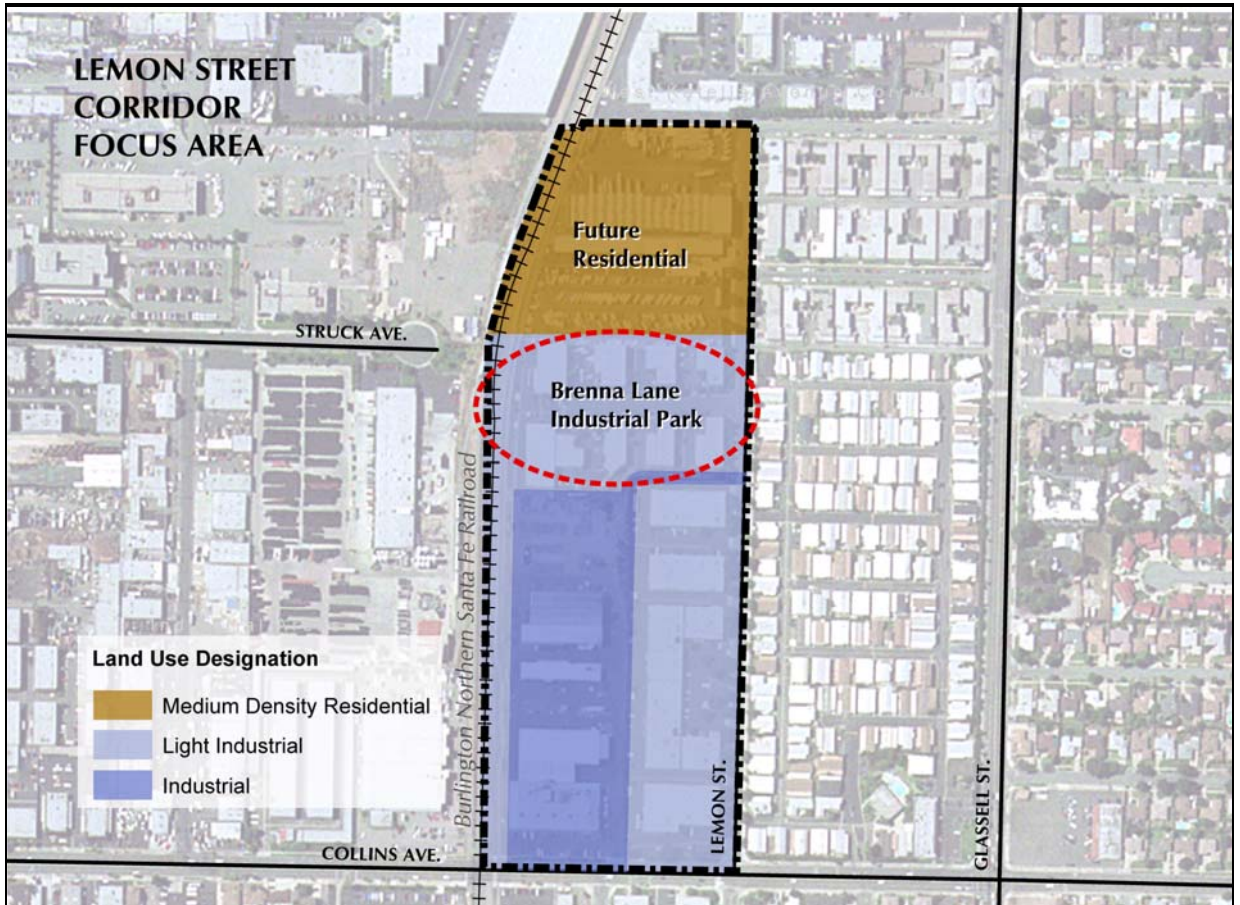 LEMON STREET
CORRIDOR
FOCUS AREA
Future
Residential
STRUCK AVE.
Brenna Lane
Industrial Park
Burlington Northern Santa Fe Railroad
Land Use Designation
Medium Density Residential
Light Industrial
Industrial
LEMON ST.
GLASSELL ST.
COLLINS AVE.